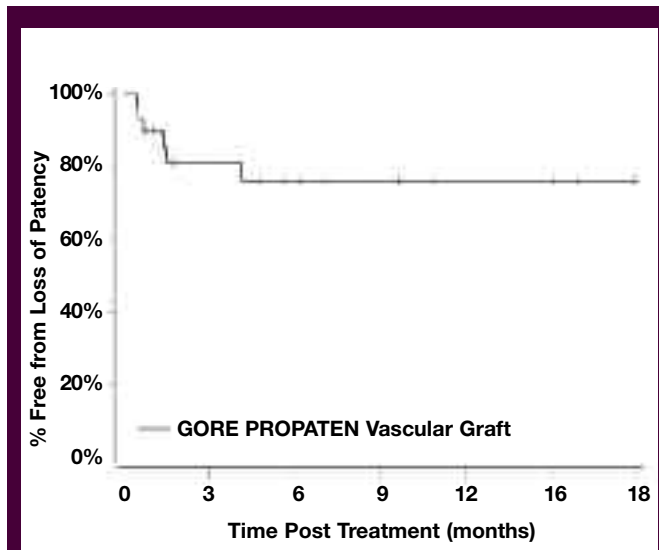 100%
80%
60%
40%
20%
0%
% Free from Loss of Patency
GORE PROPATEN Vascular Graft
0 3 6 9 12 16 18
Time Post Treatment (months)